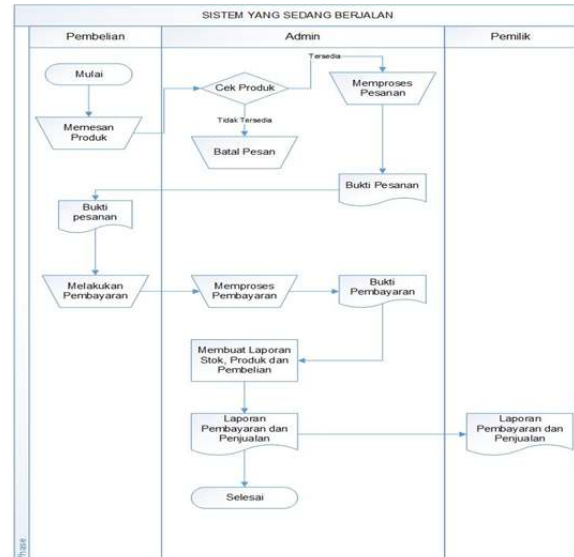 SISTEM YANG SEDANG BERJALAN
Pembelian
Admin
Pemilik
Mulai
Memesan
Produk
Cek Produk
Tersedia
Memproses
Pesanan
Tidak Tersedia
Batal Pesan
Bukti Pesanan
Bukti
pesanan
Melakukan
Pembayaran
Memproses
Pembayaran
Bukti
Pembayaran
Membuat Laporan
Stok, Produk dan
Pembelian
Laporan
Pembayaran dan
Penjualan
Laporan
Pembayaran dan
Penjualan
Selesai
Phase